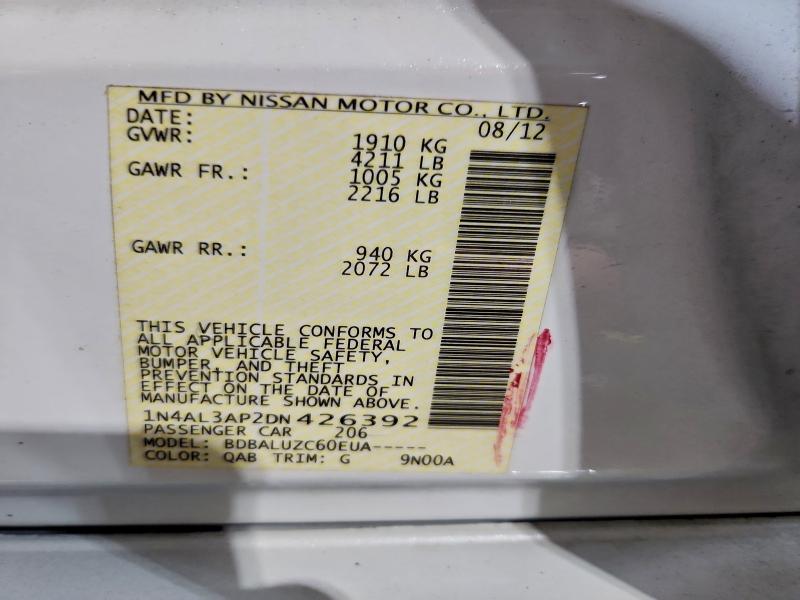 MFD BY NISSAN MOTOR CO., LTD.
DATE: 08/12
GVWR: 1910 KG
4211 LB
GAWR FR.: 1005 KG
2216 LB
GAWR RR.: 940 KG
2072 LB
THIS VEHICLE CONFORMS TO
ALL APPLICABLE FEDERAL
MOTOR VEHICLE SAFETY,
BUMPER, AND THEFT
PREVENTION STANDARDS IN
EFFECT ON THE DATE OF
MANUFACTURE SHOWN ABOVE.
1N4AL3AP2DN426392
PASSENGER CAR 206
MODEL: BDBALUZC60EUA-----
COLOR: QAB TRIM: G 9N00A